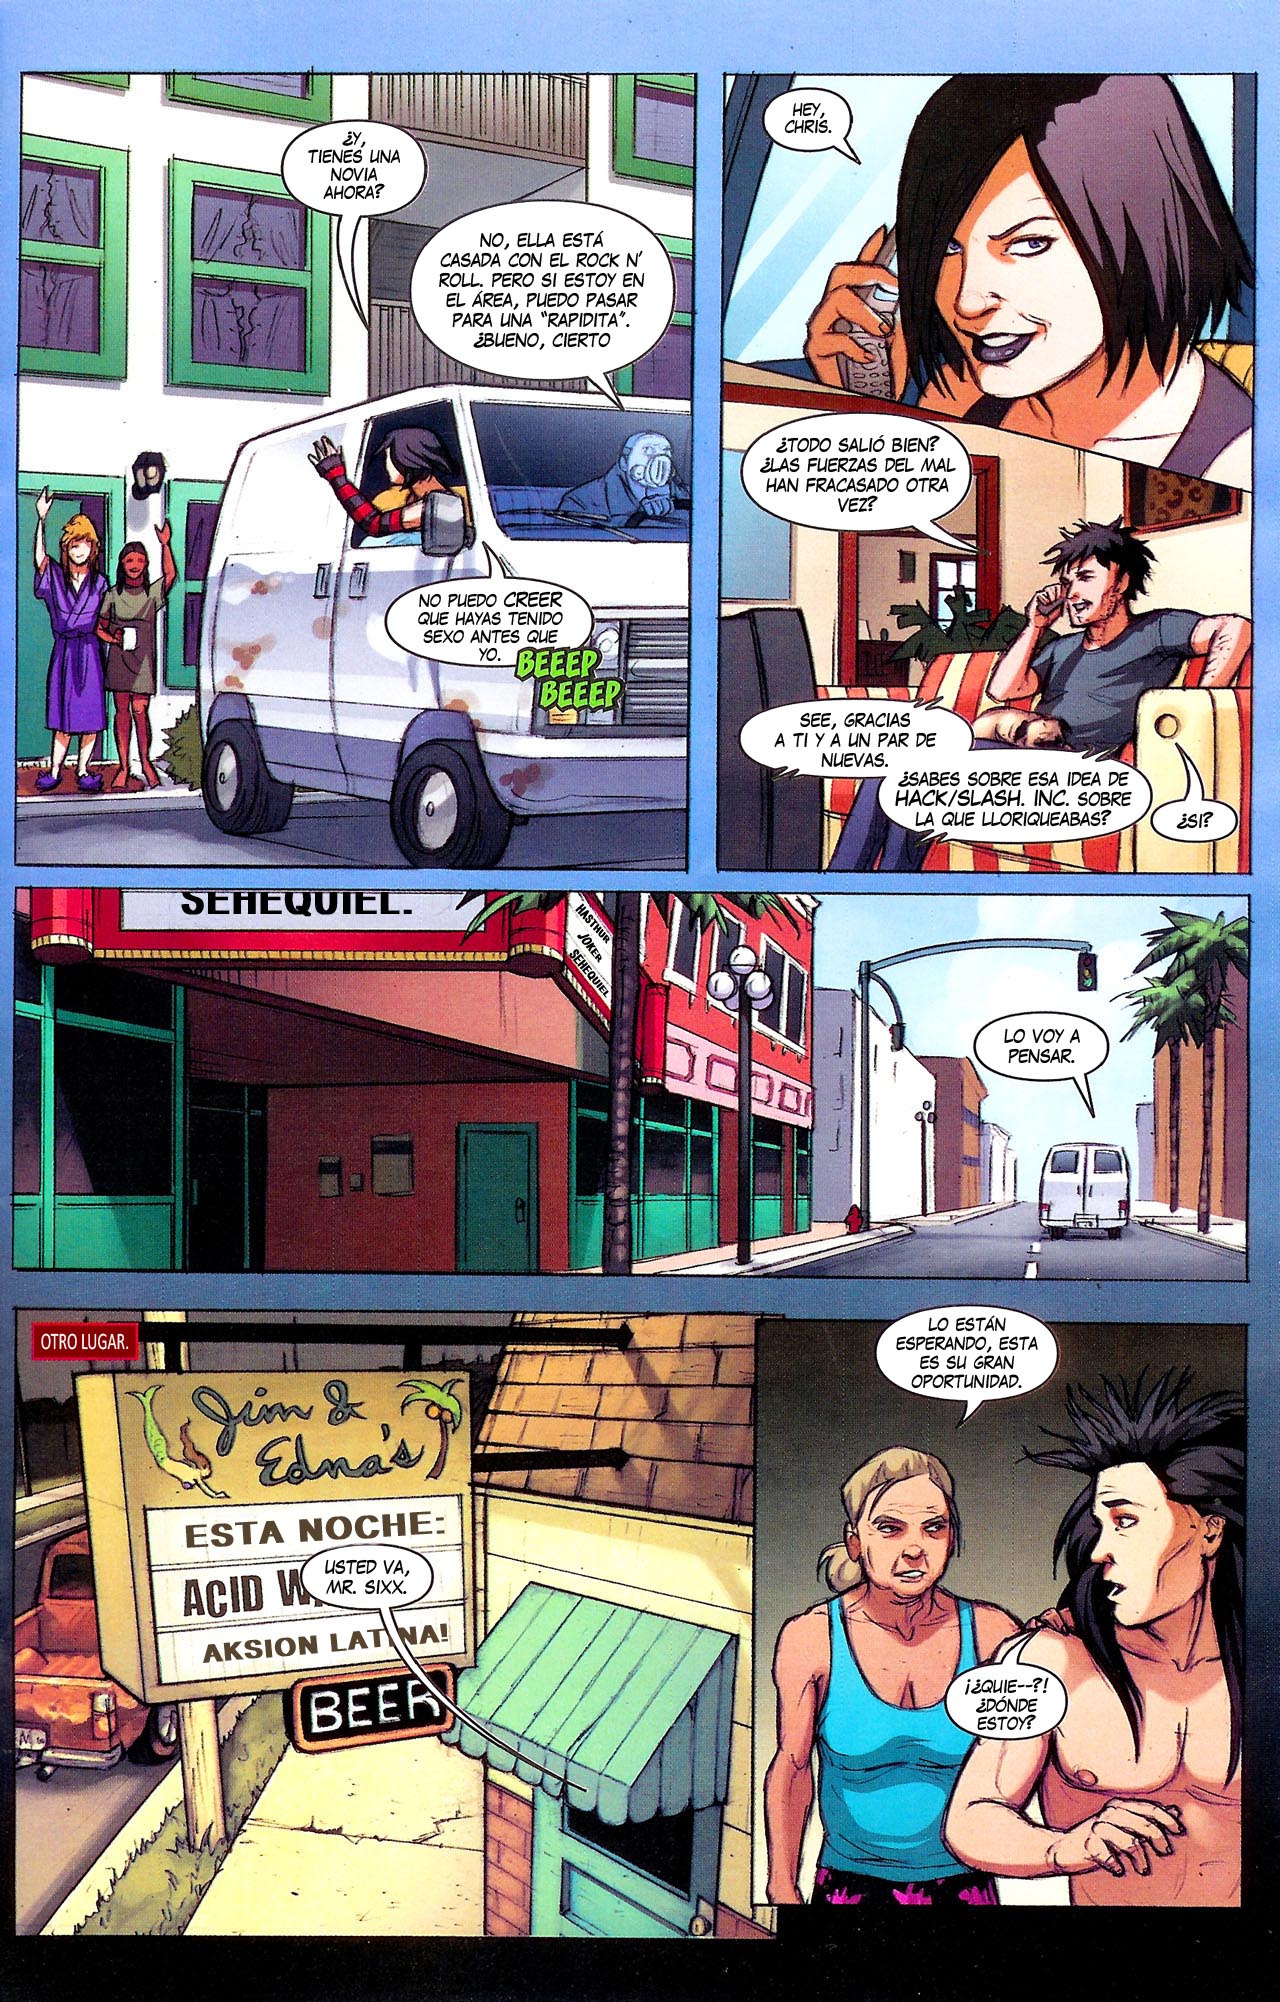 ¿Y,
TIENES UNA
NOVIA
AHORA?
NO, ELLA ESTÁ
CASADA CON EL ROCK N'
ROLL. PERO SI ESTOY EN
EL ÁREA, PUEDO PASAR
PARA UNA "RAPIDITA".
¿BUENO, CIERTO
NO PUEDO CREER
QUE HAYAS TENIDO
SEXO ANTES QUE
YO.
BEEEP
BEEEP
HEY,
CHRIS.
¿TODO SALIÓ BIEN?
¿LAS FUERZAS DEL MAL
HAN FRACASADO OTRA
VEZ?
SEE, GRACIAS
A TI Y A UN PAR DE
NUEVAS.
¿SABES SOBRE ESA IDEA DE
HACK/SLASH. INC. SOBRE
LA QUE LLORIQUEABAS?
¿SI?
SEHEQUIEL.
HASTHUR
JOKER
SEHEQUIEL
LO VOY A
PENSAR.
OTRO LUGAR.
Jim &
Edna's
ESTA NOCHE:
ACID
AKSION LATINA!
BEER
USTED VA,
MR. SIXX.
LO ESTÁN
ESPERANDO, ESTA
ES SU GRAN
OPORTUNIDAD.
¡¿QUIE--?!
¿DÓNDE
ESTOY?